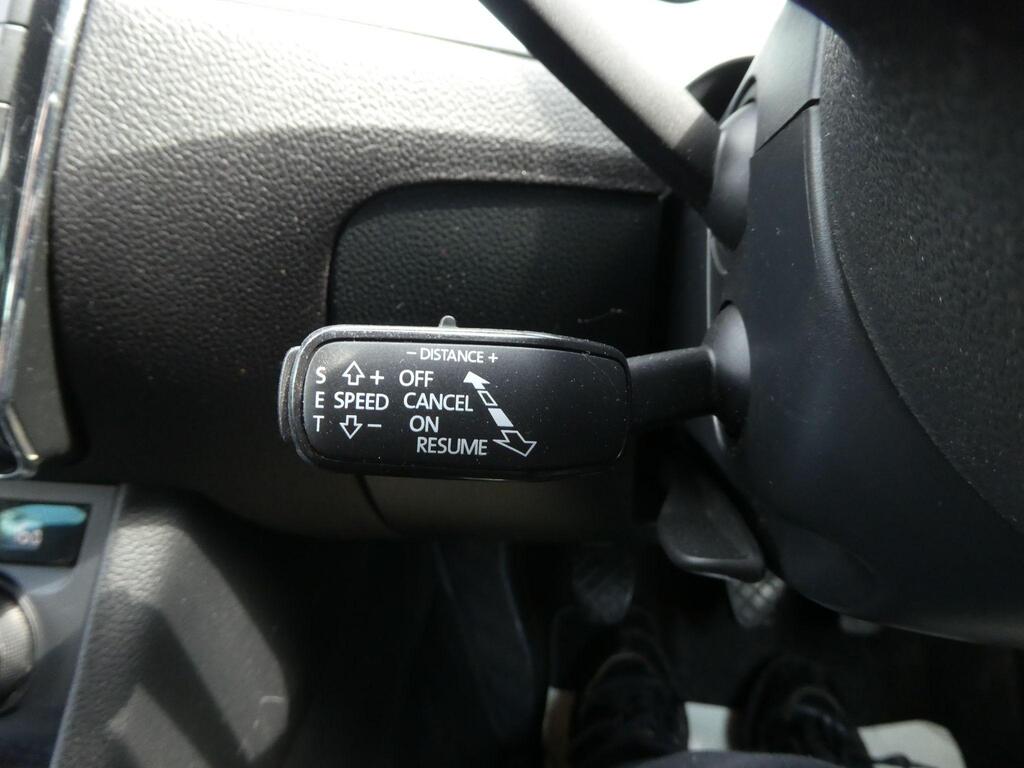 − DISTANCE +
S + OFF
E SPEED CANCEL
T − ON
RESUME